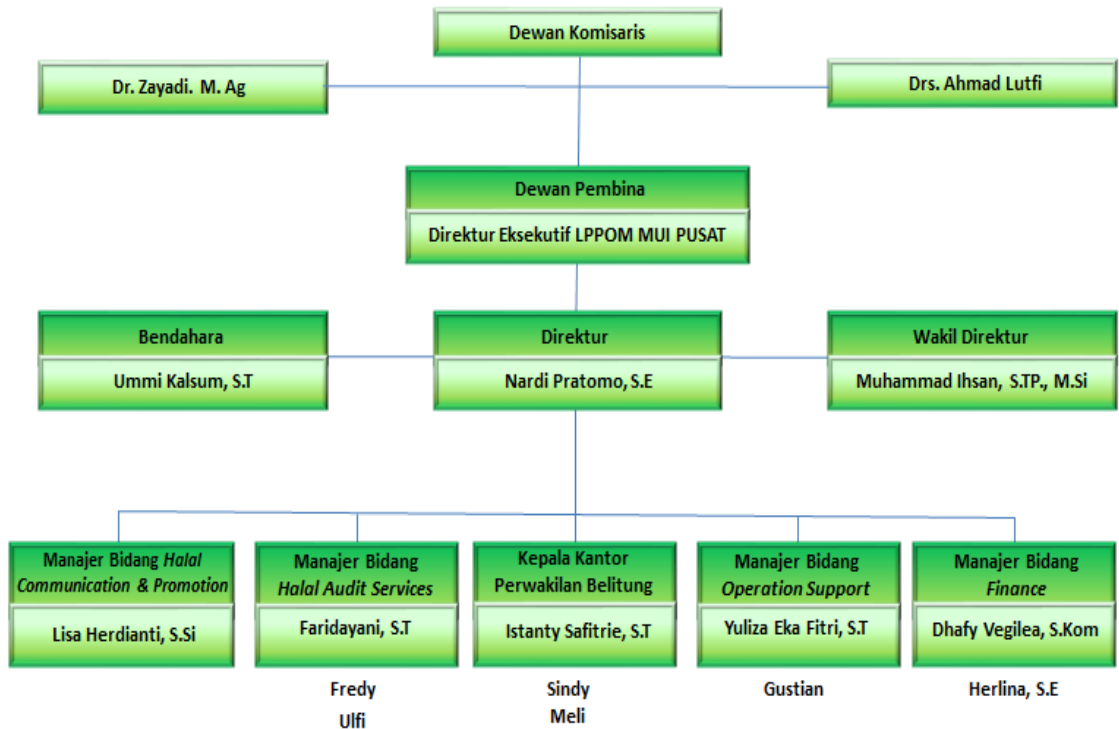 Dewan Komisaris
Dr. Zayadi. M. Ag
Drs. Ahmad Lutfi
Dewan Pembina
Direktur Eksekutif LPPOM MUI PUSAT
Bendahara
Ummi Kalsum, S.T
Direktur
Nardi Pratomo, S.E
Wakil Direktur
Muhammad Ihsan, S.TP., M.Si
Manajer Bidang Halal
Communication & Promotion
Lisa Herdianti, S.Si
Manajer Bidang
Halal Audit Services
Faridayani, S.T
Fredy
Ulfi
Kepala Kantor
Perwakilan Belitung
Istanty Safitrie, S.T
Sindy
Meli
Manajer Bidang
Operation Support
Yuliza Eka Fitri, S.T
Gustian
Manajer Bidang
Finance
Dhafy Vegilea, S.Kom
Herlina, S.E